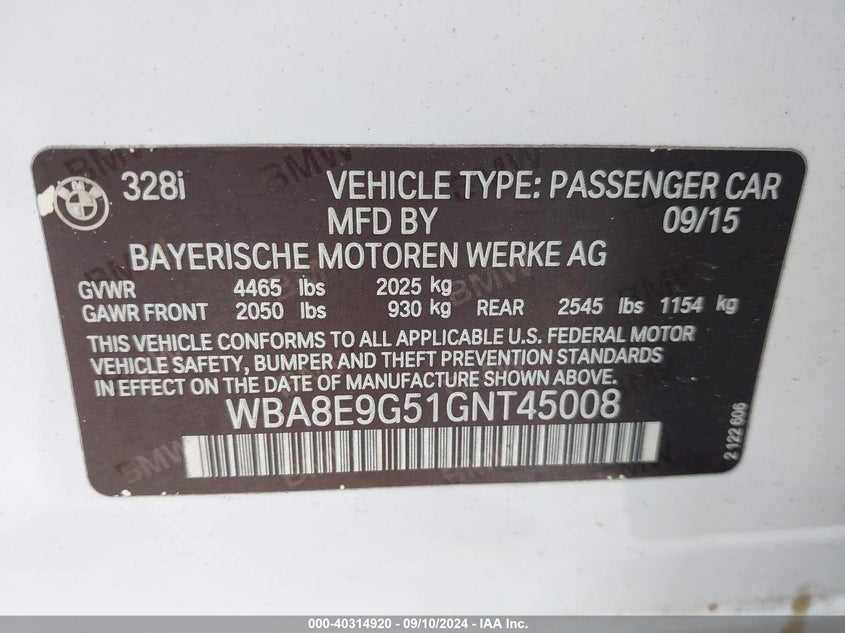 328i VEHICLE TYPE: PASSENGER CAR
MFD BY 09/15
BAYERISCHE MOTOREN WERKE AG
GVWR 4465 lbs 2025 kg
GAWR FRONT 2050 lbs 930 kg REAR 2545 lbs 1154 kg
THIS VEHICLE CONFORMS TO ALL APPLICABLE U.S. FEDERAL MOTOR
VEHICLE SAFETY, BUMPER AND THEFT PREVENTION STANDARDS
IN EFFECT ON THE DATE OF MANUFACTURE SHOWN ABOVE.
WBA8E9G51GNT45008
2 122 606
000-40314920 - 09/10/2024 - IAA Inc.